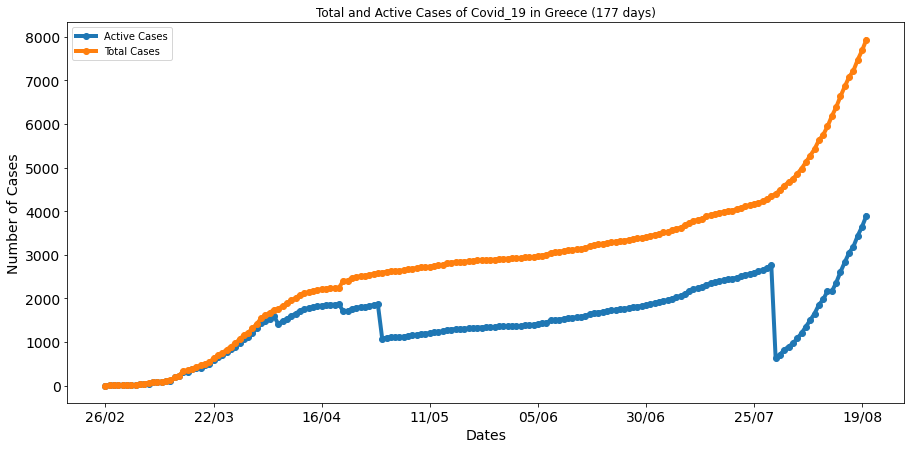 Total and Active Cases of Covid_19 in Greece (177 days)
Active Cases
Total Cases
8000
7000
6000
5000
4000
3000
2000
1000
0
Number of Cases
26/02 22/03 16/04 11/05 05/06 30/06 25/07 19/08
Dates